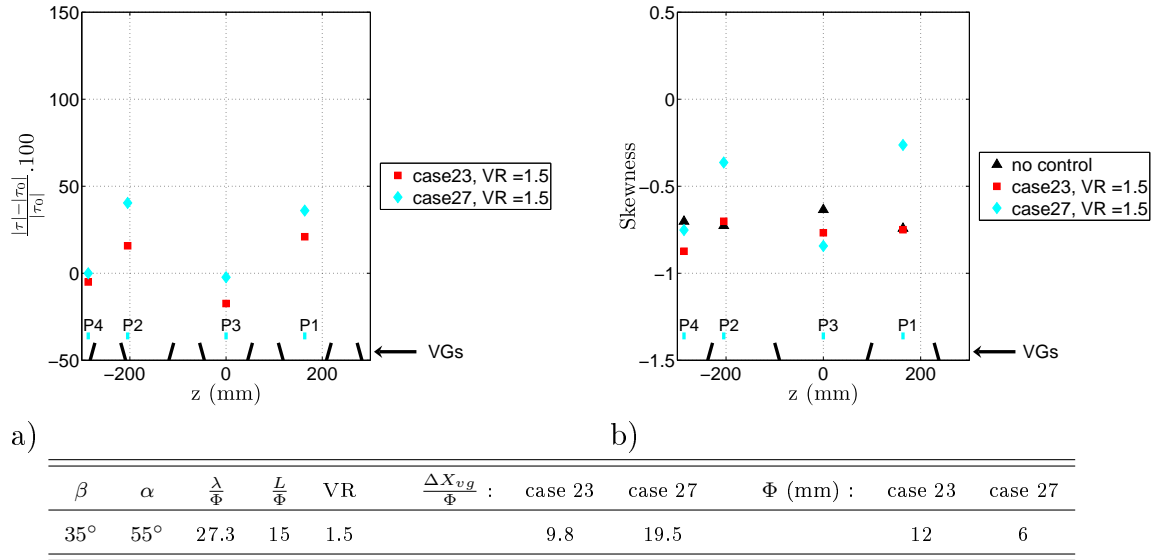 150
100
50
0
−50
−200
0
200
z (mm)
|τ|−|τ0| / |τ0| .100
P4 P2 P3 P1
VGs
case23, VR =1.5
case27, VR =1.5
a)
0.5
0
−0.5
−1
−1.5
−200
0
200
z (mm)
Skewness
P4 P2 P3 P1
VGs
no control
case23, VR =1.5
case27, VR =1.5
b)
β α λ/Φ L/Φ VR ΔXvg/Φ : case 23 case 27 Φ (mm) : case 23 case 27
35° 55° 27.3 15 1.5 9.8 19.5 12 6